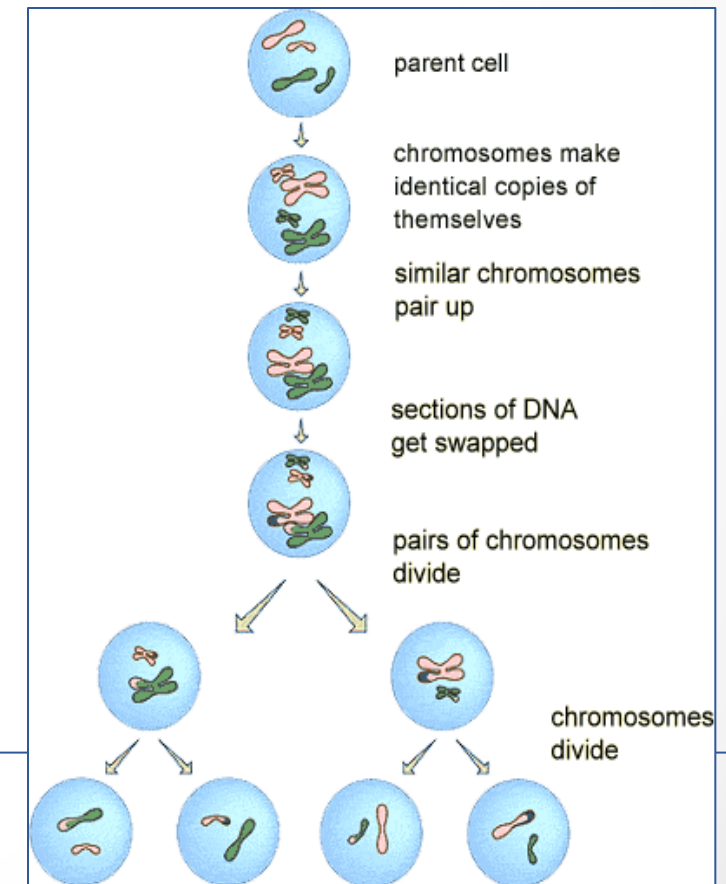 parent cell
chromosomes make
identical copies of
themselves
similar chromosomes
pair up
sections of DNA
get swapped
pairs of chromosomes
divide
chromosomes
divide